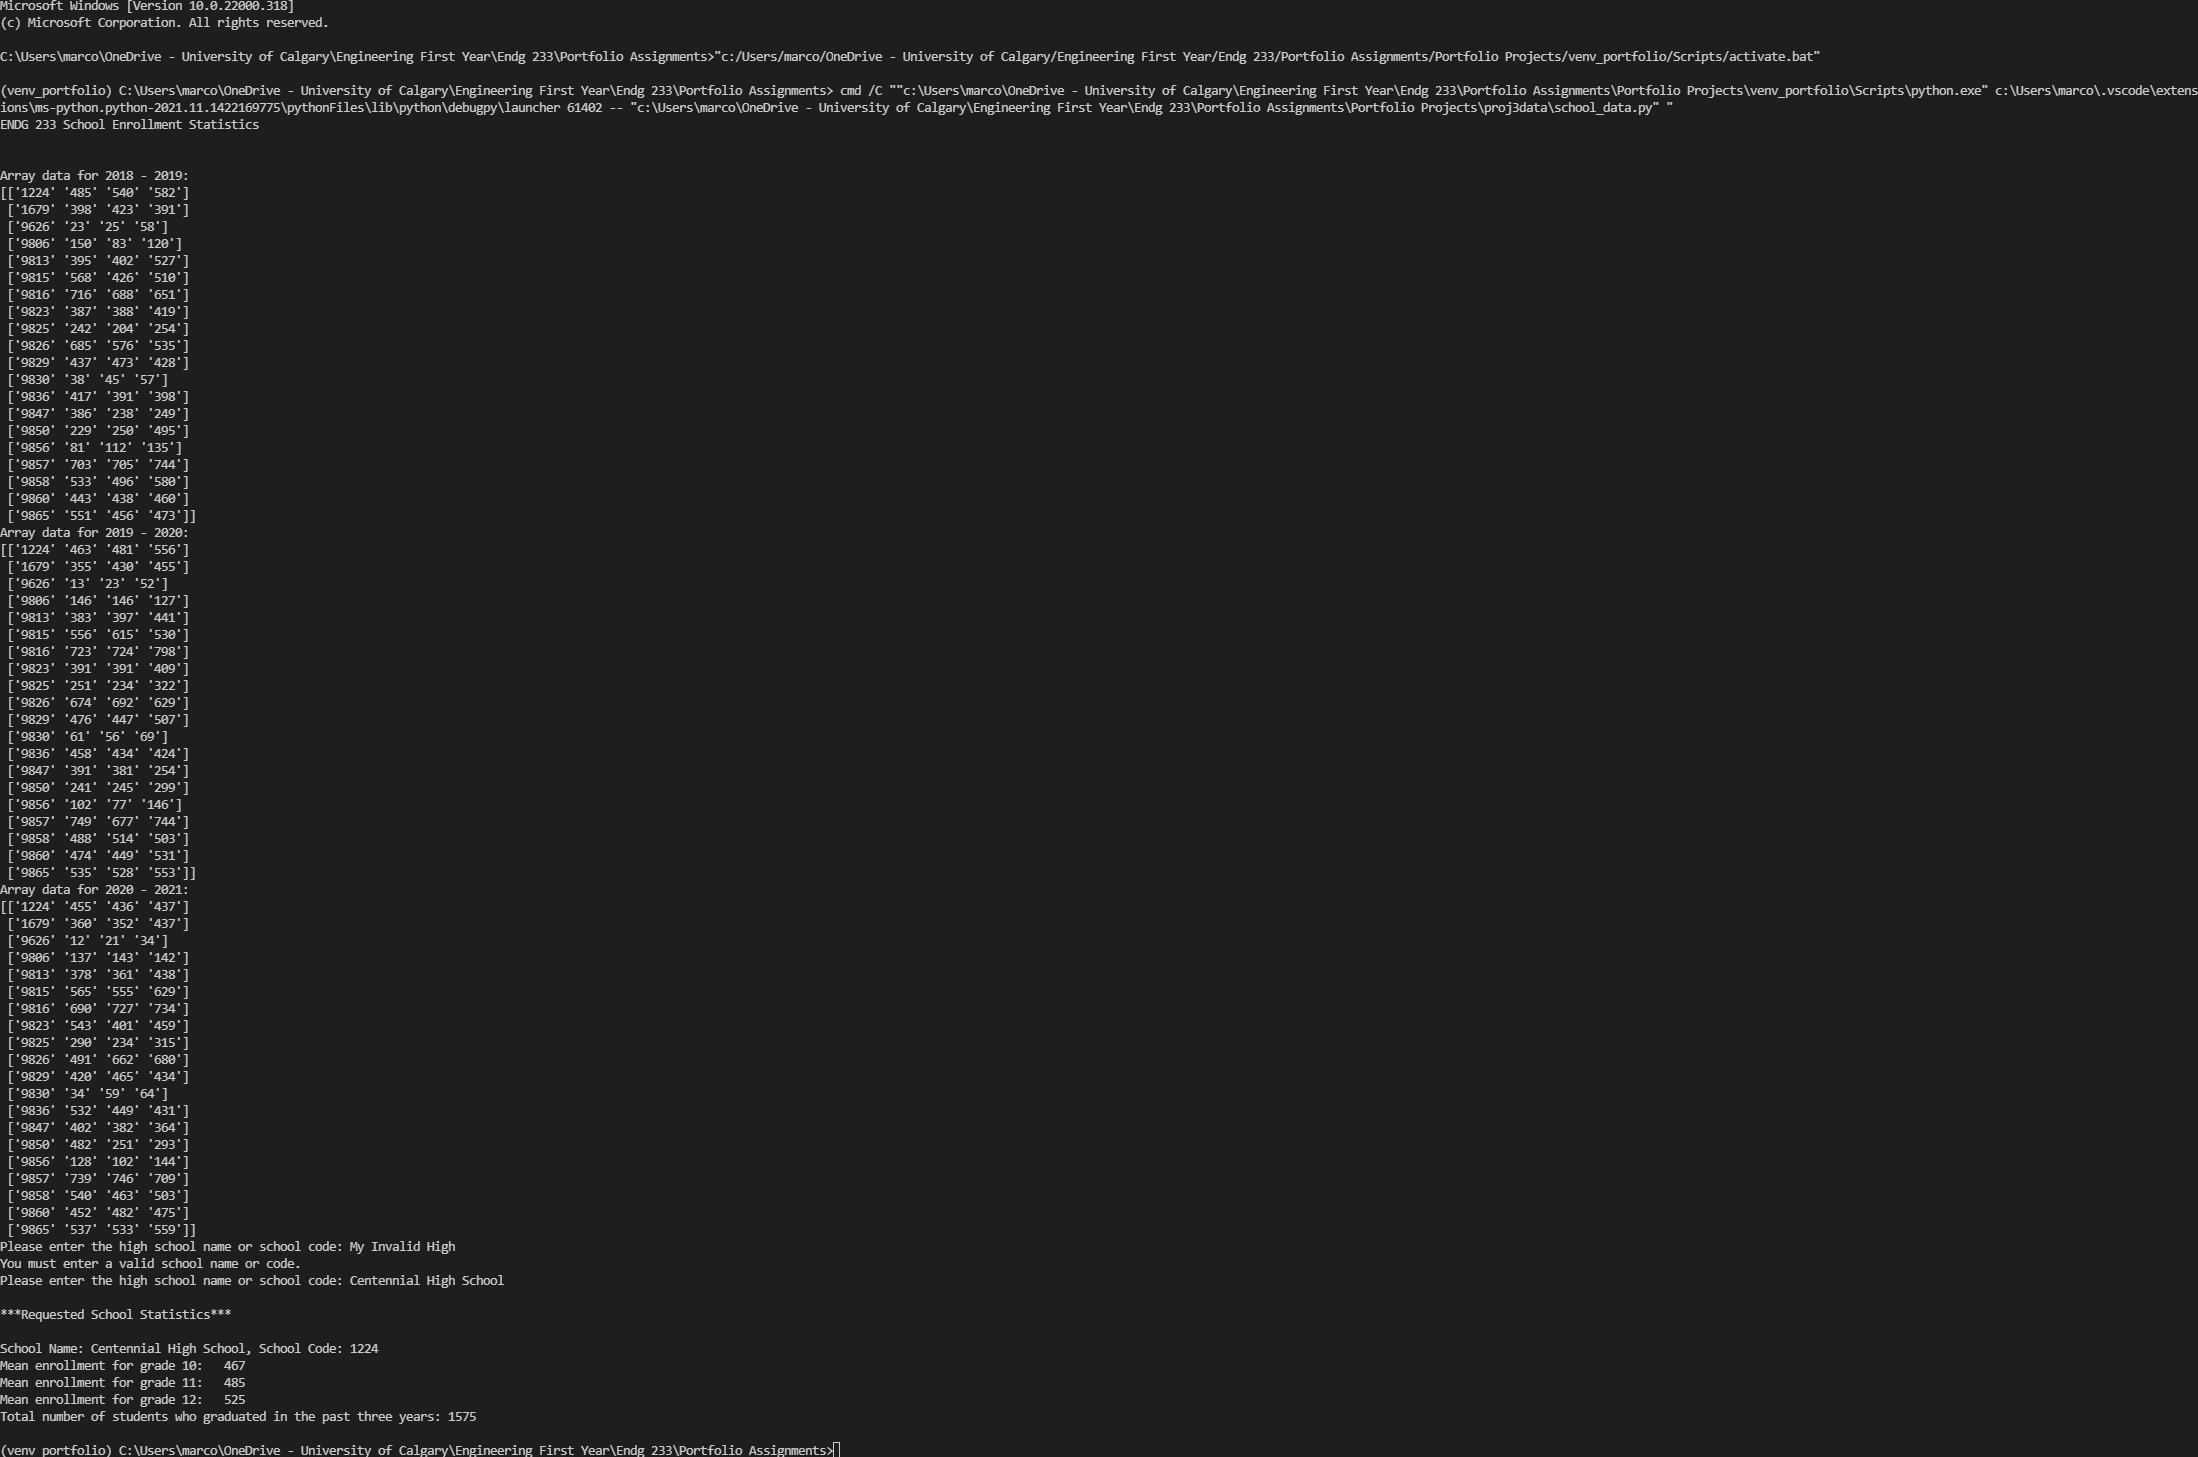 Microsoft Windows [Version 10.0.22000.318]
(c) Microsoft Corporation. All rights reserved.
C:\Users\marco\OneDrive - University of Calgary\Engineering First Year\Endg 233\Portfolio Assignments>"c:/Users/marco/OneDrive - University of Calgary/Engineering First Year/Endg 233/Portfolio Assignments/Portfolio Projects/venv_portfolio/Scripts/activate.bat"
(venv_portfolio) C:\Users\marco\OneDrive - University of Calgary\Engineering First Year\Endg 233\Portfolio Assignments> cmd /C ""c:\Users\marco\OneDrive - University of Calgary\Engineering First Year\Endg 233\Portfolio Assignments\Portfolio Projects\venv_portfolio\Scripts\python.exe" c:\Users\marco\.vscode\extens
ions\ms-python.python-2021.11.1422169775\pythonFiles\lib\python\debugpy\launcher 61402 -- "c:\Users\marco\OneDrive - University of Calgary\Engineering First Year\Endg 233\Portfolio Assignments\Portfolio Projects\proj3data\school_data.py" "
ENDG 233 School Enrollment Statistics
Array data for 2018 - 2019:
[['1224' '485' '540' '582']
['1679' '398' '423' '391']
['9626' '23' '25' '58']
['9806' '150' '83' '120']
['9813' '395' '402' '527']
['9815' '568' '426' '510']
['9816' '716' '688' '651']
['9823' '387' '388' '419']
['9825' '242' '204' '254']
['9826' '685' '576' '535']
['9829' '437' '473' '428']
['9830' '38' '45' '57']
['9836' '417' '391' '398']
['9847' '386' '238' '249']
['9850' '229' '250' '495']
['9856' '81' '112' '135']
['9857' '703' '705' '744']
['9858' '533' '496' '580']
['9860' '443' '438' '460']
['9865' '551' '456' '473']]
Array data for 2019 - 2020:
[['1224' '463' '481' '556']
['1679' '355' '430' '455']
['9626' '13' '23' '52']
['9806' '146' '146' '127']
['9813' '383' '397' '441']
['9815' '556' '615' '530']
['9816' '723' '724' '798']
['9823' '391' '391' '409']
['9825' '251' '234' '322']
['9826' '674' '692' '629']
['9829' '476' '447' '507']
['9830' '61' '56' '69']
['9836' '458' '434' '424']
['9847' '391' '381' '254']
['9850' '241' '245' '299']
['9856' '102' '77' '146']
['9857' '749' '677' '744']
['9858' '488' '514' '503']
['9860' '474' '449' '531']
['9865' '535' '528' '553']]
Array data for 2020 - 2021:
[['1224' '455' '436' '437']
['1679' '360' '352' '437']
['9626' '12' '21' '34']
['9806' '137' '143' '142']
['9813' '378' '361' '438']
['9815' '565' '555' '629']
['9816' '690' '727' '734']
['9823' '543' '401' '459']
['9825' '290' '234' '315']
['9826' '491' '662' '680']
['9829' '420' '465' '434']
['9830' '34' '59' '64']
['9836' '532' '449' '431']
['9847' '402' '382' '364']
['9850' '482' '251' '293']
['9856' '128' '102' '144']
['9857' '739' '746' '709']
['9858' '540' '463' '503']
['9860' '452' '482' '475']
['9865' '537' '533' '559']]
Please enter the high school name or school code: My Invalid High
You must enter a valid school name or code.
Please enter the high school name or school code: Centennial High School
***Requested School Statistics***
School Name: Centennial High School, School Code: 1224
Mean enrollment for grade 10:   467
Mean enrollment for grade 11:   485
Mean enrollment for grade 12:   525
Total number of students who graduated in the past three years: 1575
(venv_portfolio) C:\Users\marco\OneDrive - University of Calgary\Engineering First Year\Endg 233\Portfolio Assignments>